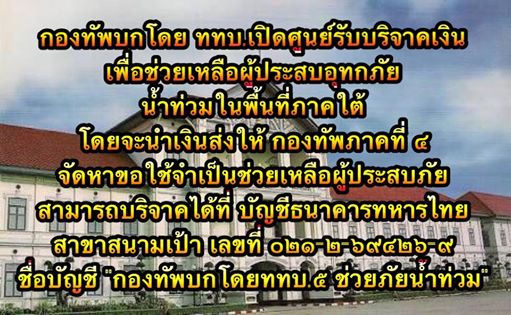 กองทัพบกโดย ททบ.เปิดศูนย์รับบริจาคเงิน
เพื่อช่วยเหลือผู้ประสบอุทกภัย
น้ำท่วมในพื้นที่ภาคใต้
โดยจะนำเงินส่งให้ กองทัพภาคที่ ๔
จัดหาขอใช้จำเป็นช่วยเหลือผู้ประสบภัย
สามารถบริจาคได้ที่ บัญชีธนาคารทหารไทย
สาขาสนามเป้า เลขที่ ๐๒๑-๒-๖๙๔๒๖-๙
ชื่อบัญชี "กองทัพบกโดยททบ.๕ ช่วยภัยน้ำท่วม"